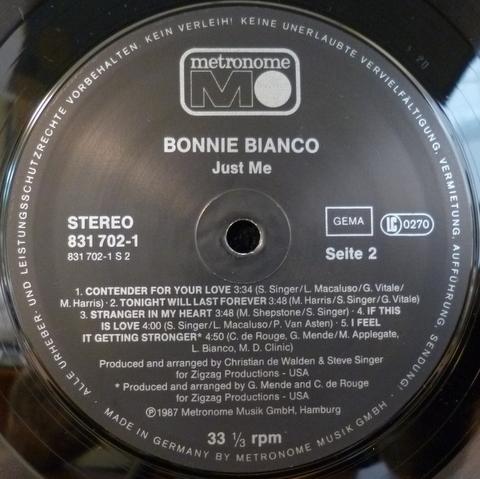 ALLE URHEBER- UND LEISTUNGSSCHUTZRECHTE VORBEHALTEN. KEIN VERLEIH! KEINE UNERLAUBTE VERVIELFÄLTIGUNG, VERMIETUNG, AUFFÜHRUNG, SENDUNG!
metronome
M
BONNIE BIANCO
Just Me
STEREO
831 702-1
831 702-1 S 2
GEMA
LC 0270
Seite 2
1. CONTENDER FOR YOUR LOVE 3:34 (S. Singer/L. Macaluso/G. Vitale/
M. Harris) · 2. TONIGHT WILL LAST FOREVER 3:48 (M. Harris/S. Singer/G. Vitale)
3. STRANGER IN MY HEART 3:48 (M. Shepstone/S. Singer) · 4. IF THIS
IS LOVE 4:00 (S. Singer/L. Macaluso/P. Van Asten) · 5. I FEEL
IT GETTING STRONGER* 4:50 (C. de Rouge, G. Mende/M. Applegate,
L. Bianco, M. D. Clinic)
Produced and arranged by Christian de Walden & Steve Singer
for Zigzag Productions - USA
* Produced and arranged by G. Mende and C. de Rouge
for Zigzag Productions - USA
℗ 1987 Metronome Musik GmbH, Hamburg
33 1/3 rpm
MADE IN GERMANY BY METRONOME MUSIK GMBH